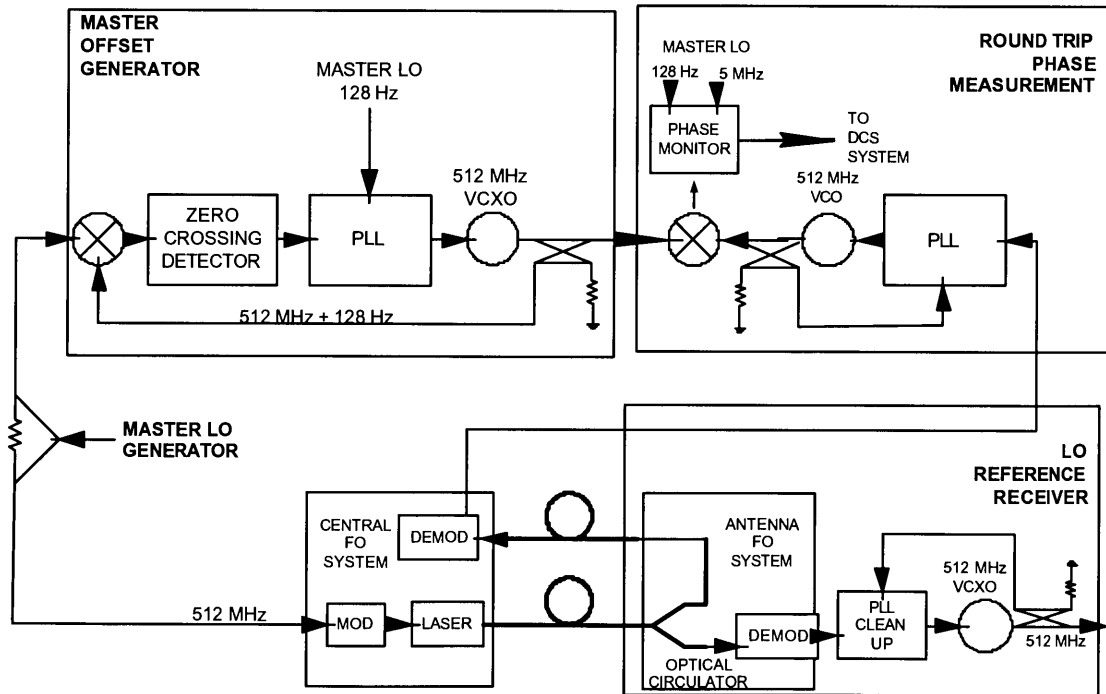 MASTER
OFFSET
GENERATOR
MASTER LO
128 Hz
ZERO
CROSSING
DETECTOR
PLL
512 MHz
VCXO
512 MHz + 128 Hz
ROUND TRIP
PHASE
MEASUREMENT
MASTER LO
128 Hz
5 MHz
PHASE
MONITOR
TO
DCS
SYSTEM
512 MHz
VCO
PLL
MASTER LO
GENERATOR
512 MHz
CENTRAL
FO
SYSTEM
DEMOD
MOD
LASER
LO
REFERENCE
RECEIVER
ANTENNA
FO
SYSTEM
DEMOD
OPTICAL
CIRCULATOR
PLL
CLEAN
UP
512 MHz
VCXO
512 MHz